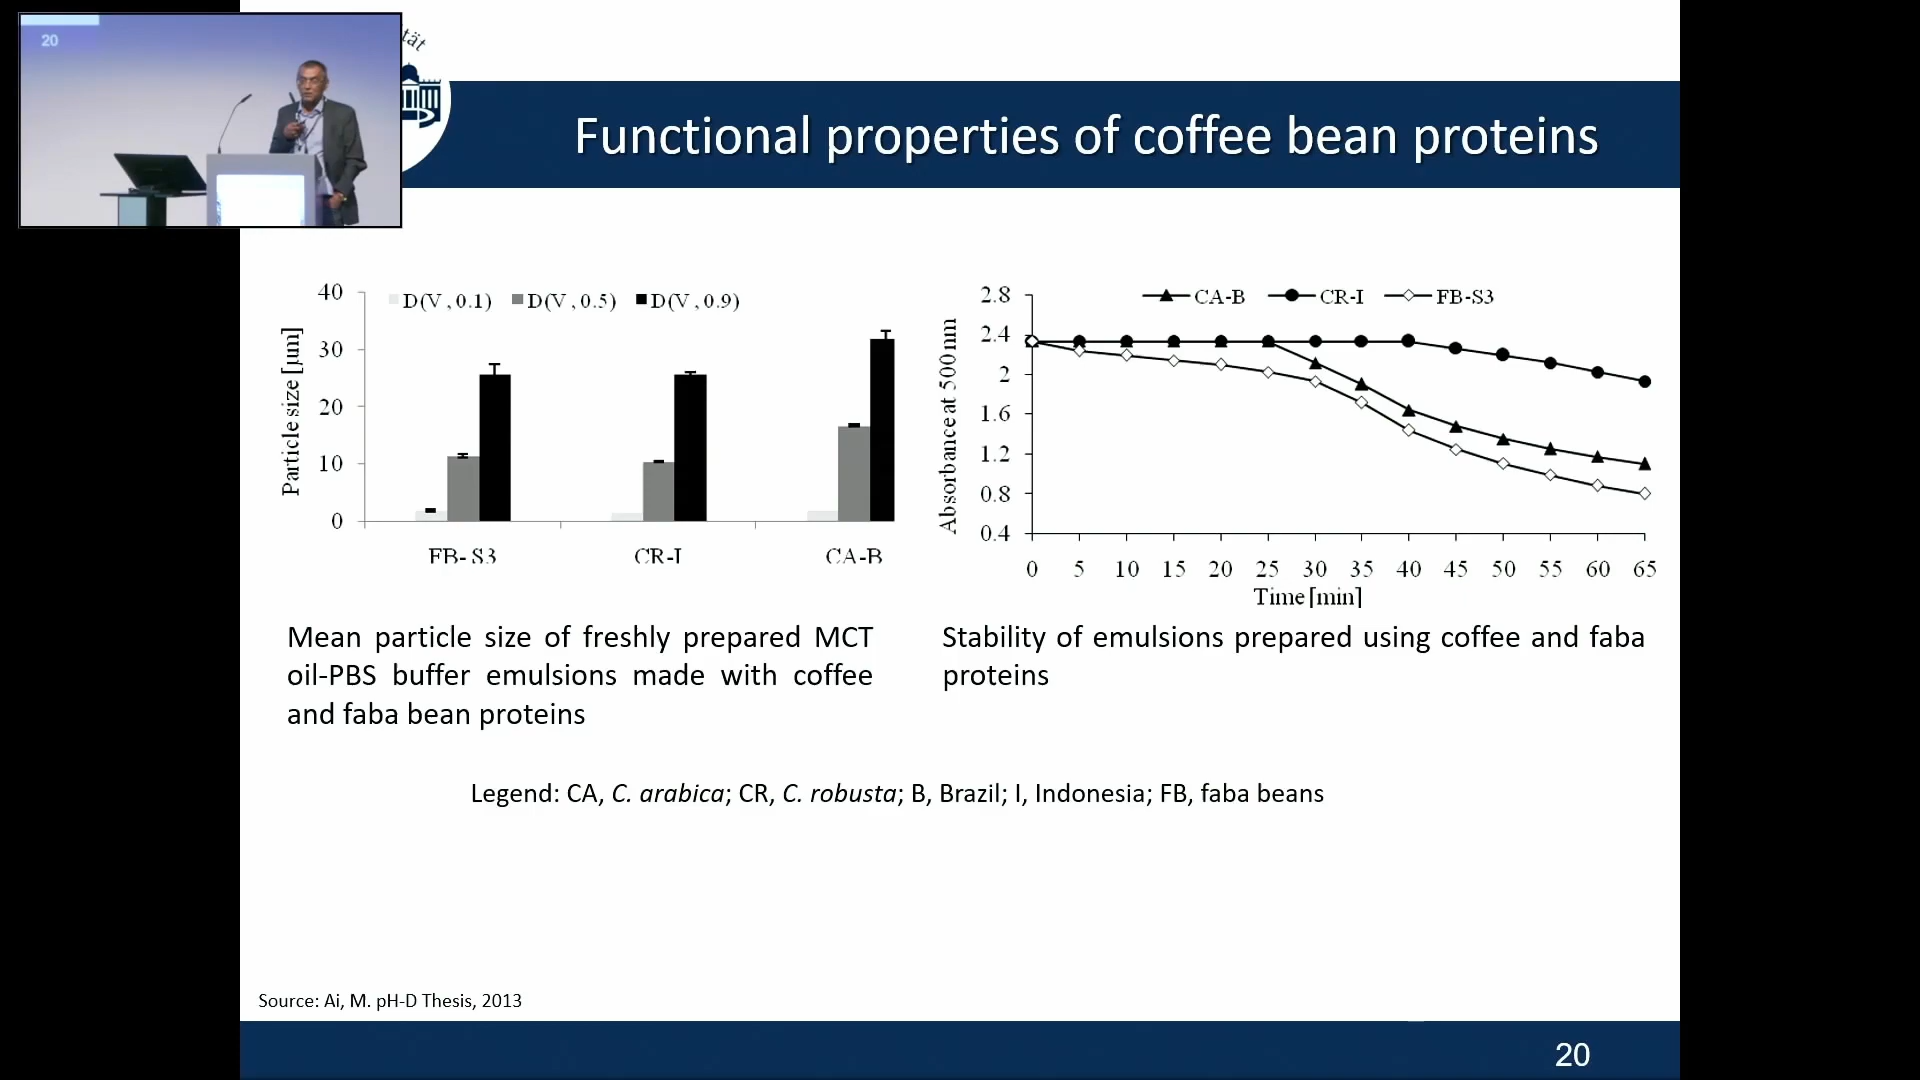 20
tät
Functional properties of coffee bean proteins
D(V , 0.1) D(V , 0.5) D(V , 0.9)
Particle size [µm]
40
30
20
10
0
FB-S3 CR-I CA-B
CA-B CR-I FB-S3
Absorbance at 500 nm
2.8
2.4
2
1.6
1.2
0.8
0.4
0 5 10 15 20 25 30 35 40 45 50 55 60 65
Time [min]
Mean particle size of freshly prepared MCT
oil-PBS buffer emulsions made with coffee
and faba bean proteins
Stability of emulsions prepared using coffee and faba
proteins
Legend: CA, C. arabica; CR, C. robusta; B, Brazil; I, Indonesia; FB, faba beans
Source: Ai, M. pH-D Thesis, 2013
20